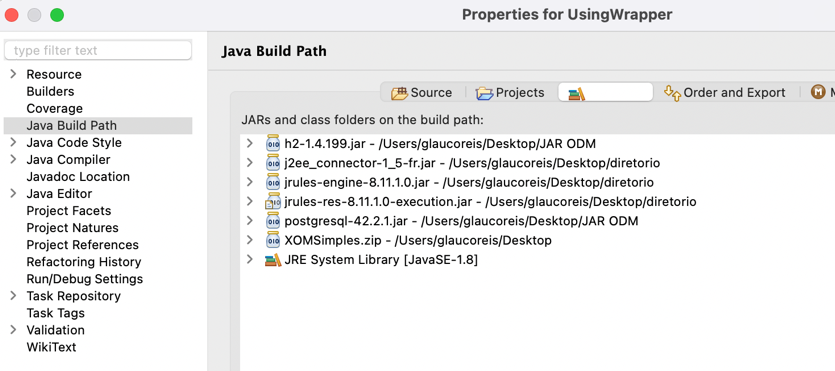 Properties for UsingWrapper
type filter text
Resource
Builders
Coverage
Java Build Path
Java Code Style
Java Compiler
Javadoc Location
Java Editor
Project Facets
Project Natures
Project References
Refactoring History
Run/Debug Settings
Task Repository
Task Tags
Validation
WikiText
Java Build Path
Source Projects Order and Export M
JARs and class folders on the build path:
h2-1.4.199.jar - /Users/glaucoreis/Desktop/JAR ODM
j2ee_connector-1_5-fr.jar - /Users/glaucoreis/Desktop/diretorio
jrules-engine-8.11.1.0.jar - /Users/glaucoreis/Desktop/diretorio
jrules-res-8.11.1.0-execution.jar - /Users/glaucoreis/Desktop/diretorio
postgresql-42.2.1.jar - /Users/glaucoreis/Desktop/JAR ODM
XOMSimples.zip - /Users/glaucoreis/Desktop
JRE System Library [JavaSE-1.8]